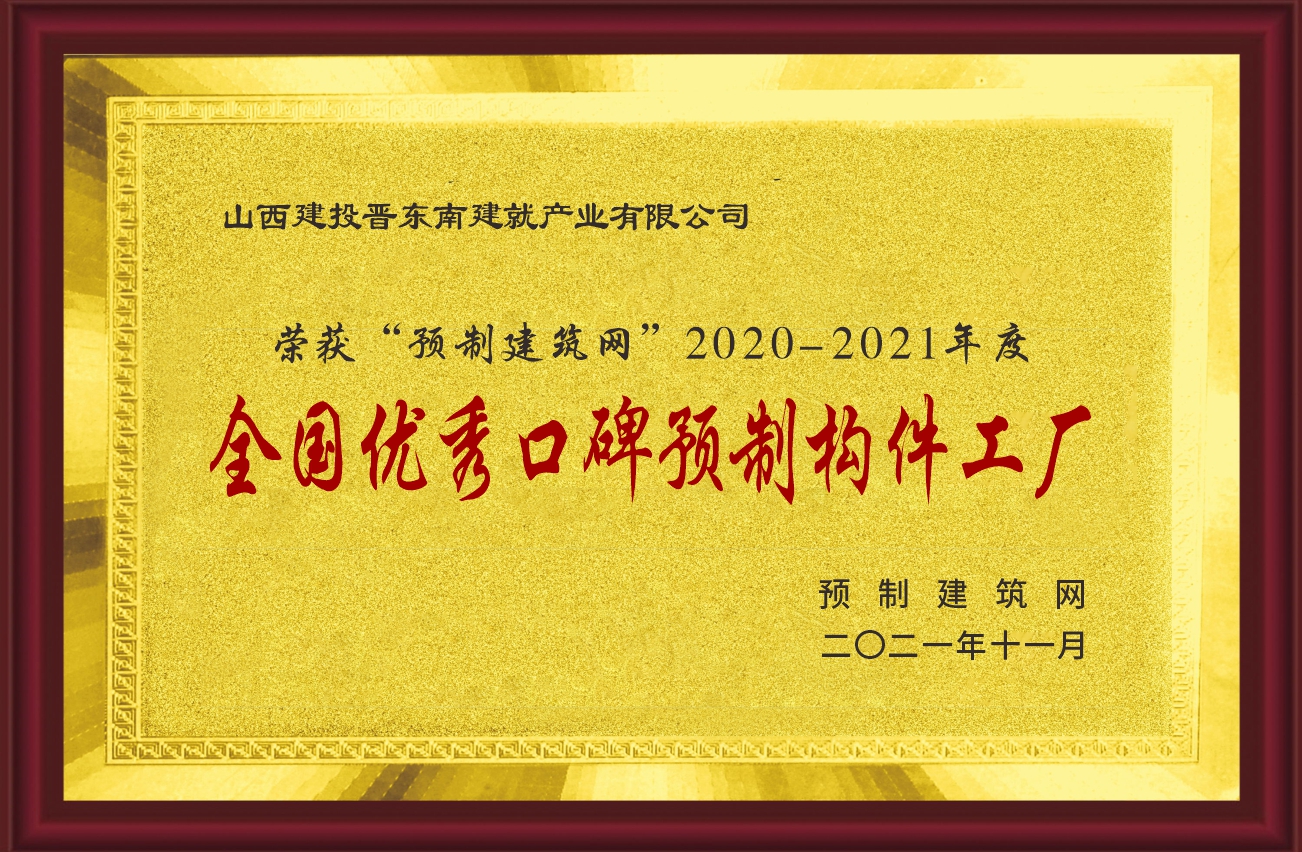 山西建投晋东南建就产业有限公司
荣获“预制建筑网”2020-2021年度
全国优秀口碑预制构件工厂
预制建筑网
二〇二一年十一月